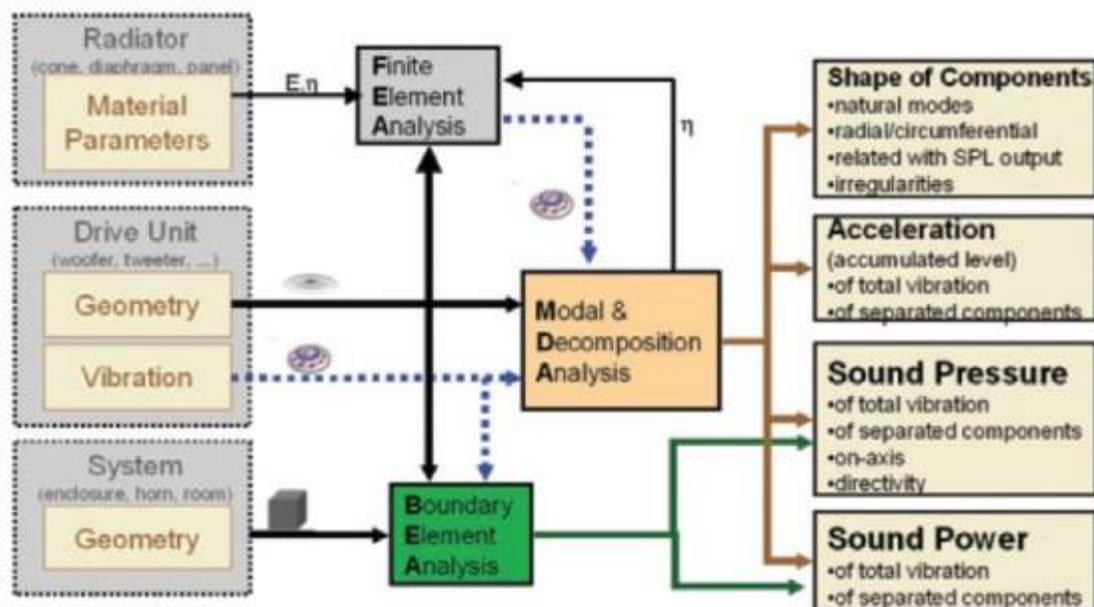 Radiator
(cone, diaphragm, panel)
Material
Parameters
E,η
Finite
Element
Analysis
η
Drive Unit
(woofer, tweeter, ...)
Geometry
Vibration
Modal &
Decomposition
Analysis
System
(enclosure, horn, room)
Geometry
Boundary
Element
Analysis
Shape of Components
•natural modes
•radial/circumferential
•related with SPL output
•irregularities
Acceleration
(accumulated level)
•of total vibration
•of separated components
Sound Pressure
•of total vibration
•of separated components
•on-axis
•directivity
Sound Power
•of total vibration
•of separated components